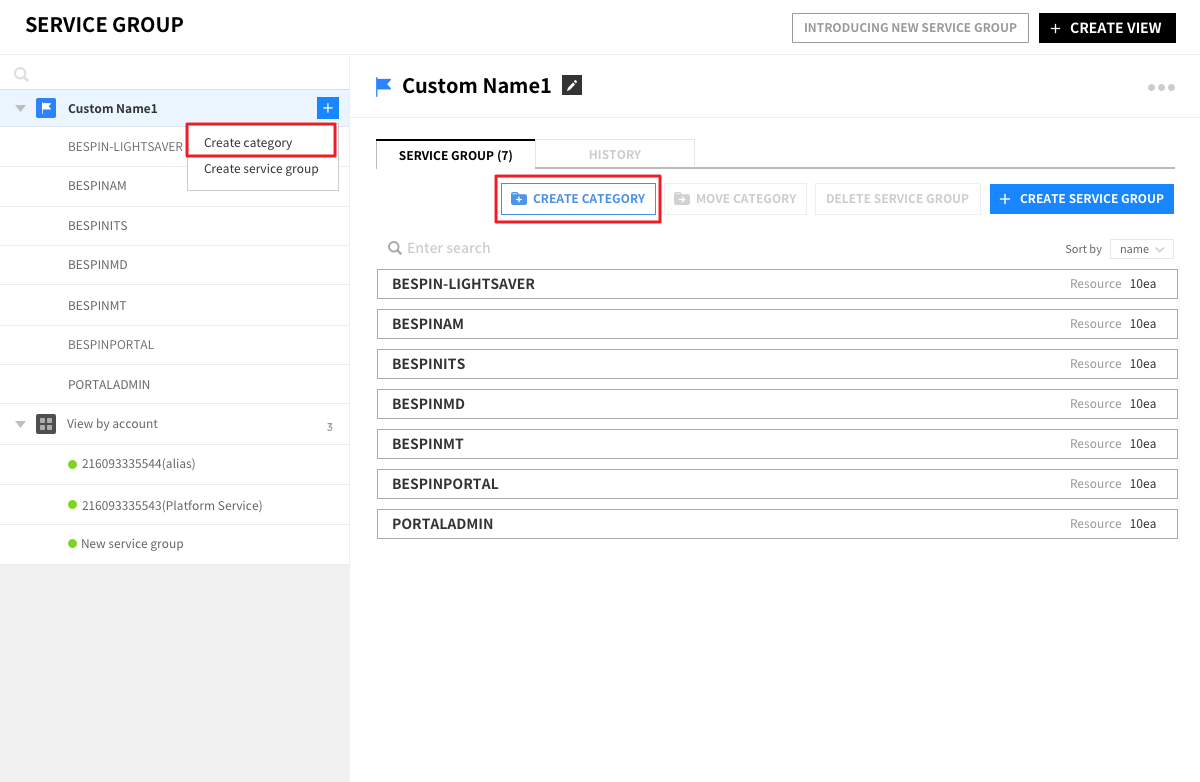 SERVICE GROUP
INTRODUCING NEW SERVICE GROUP
+ CREATE VIEW
Custom Name1
BESPIN-LIGHTSAVER
Create category
Create service group
BESPINAM
BESPINITS
BESPINMD
BESPINMT
BESPINPORTAL
PORTALADMIN
View by account
3
216093335544(alias)
216093335543(Platform Service)
New service group
Custom Name1
SERVICE GROUP (7)
HISTORY
CREATE CATEGORY
MOVE CATEGORY
DELETE SERVICE GROUP
+ CREATE SERVICE GROUP
Enter search
Sort by name
BESPIN-LIGHTSAVER Resource 10ea
BESPINAM Resource 10ea
BESPINITS Resource 10ea
BESPINMD Resource 10ea
BESPINMT Resource 10ea
BESPINPORTAL Resource 10ea
PORTALADMIN Resource 10ea